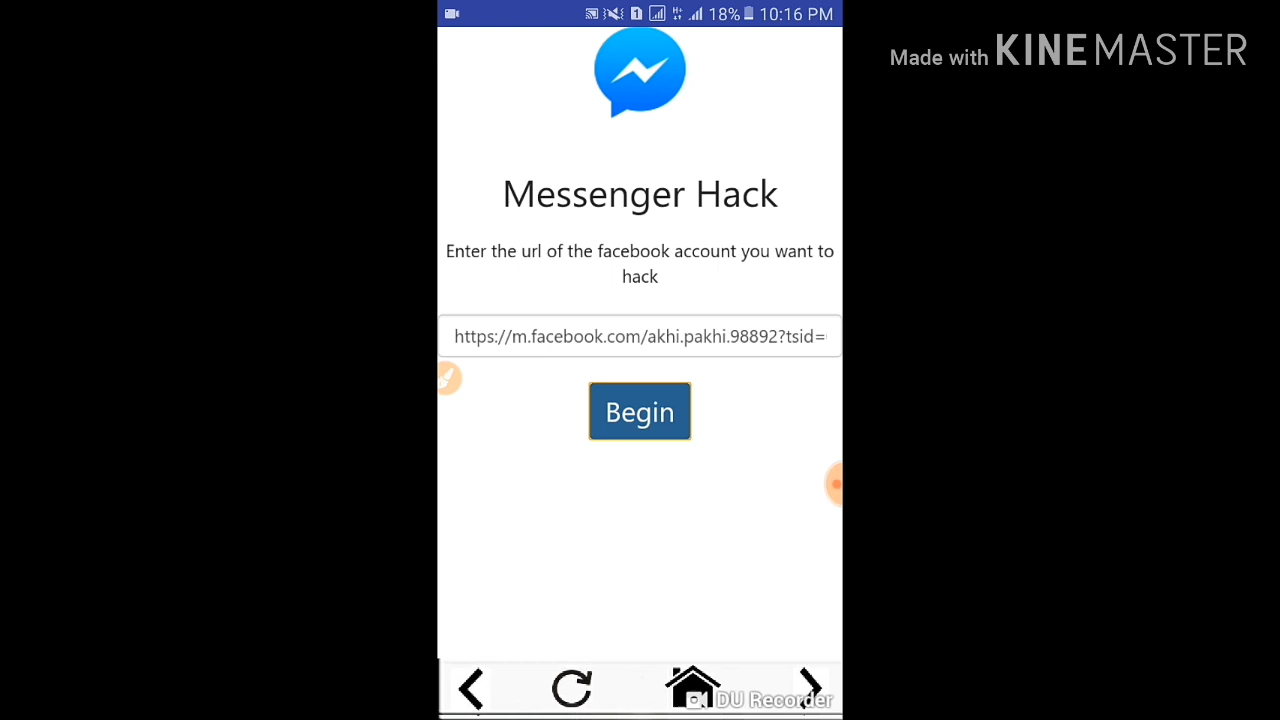 18% 10:16 PM
Made with KINEMASTER
Messenger Hack
Enter the url of the facebook account you want to
hack
https://m.facebook.com/akhi.pakhi.98892?tsid=
Begin
DU Recorder